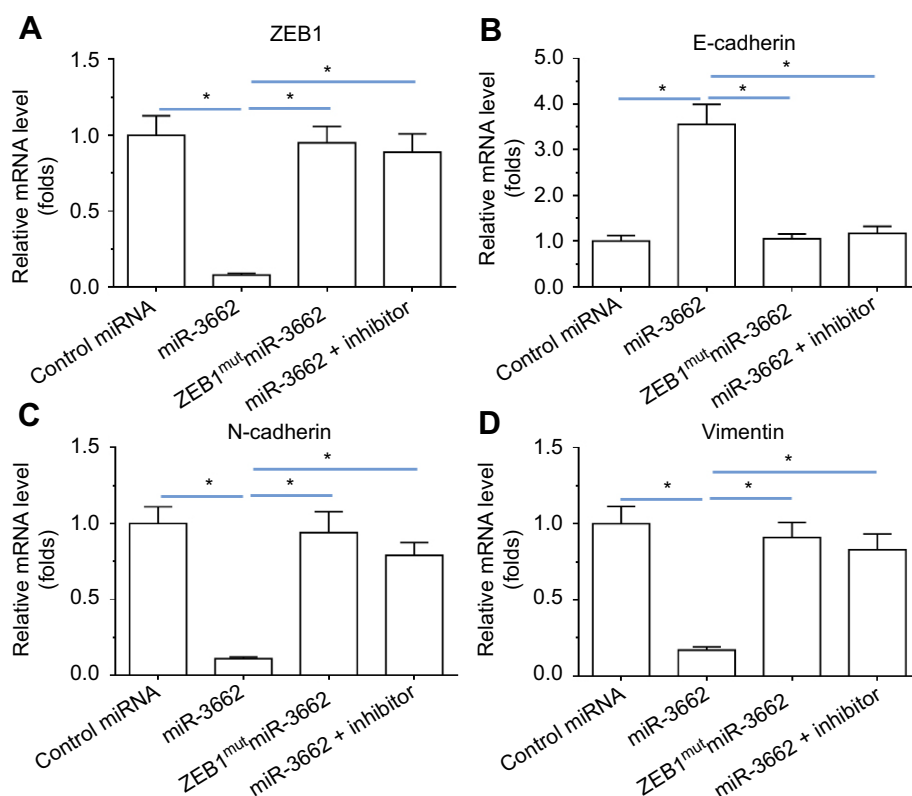 A
ZEB1
Relative mRNA level
(folds)
1.5
1.0
0.5
0.0
*
*
*
Control miRNA
miR-3662
ZEB1mutmiR-3662
miR-3662 + inhibitor
B
E-cadherin
Relative mRNA level
(folds)
5.0
4.0
3.0
2.0
1.0
0.0
*
*
*
Control miRNA
miR-3662
ZEB1mutmiR-3662
miR-3662 + inhibitor
C
N-cadherin
Relative mRNA level
(folds)
1.5
1.0
0.5
0.0
*
*
*
Control miRNA
miR-3662
ZEB1mutmiR-3662
miR-3662 + inhibitor
D
Vimentin
Relative mRNA level
(folds)
1.5
1.0
0.5
0.0
*
*
*
Control miRNA
miR-3662
ZEB1mutmiR-3662
miR-3662 + inhibitor